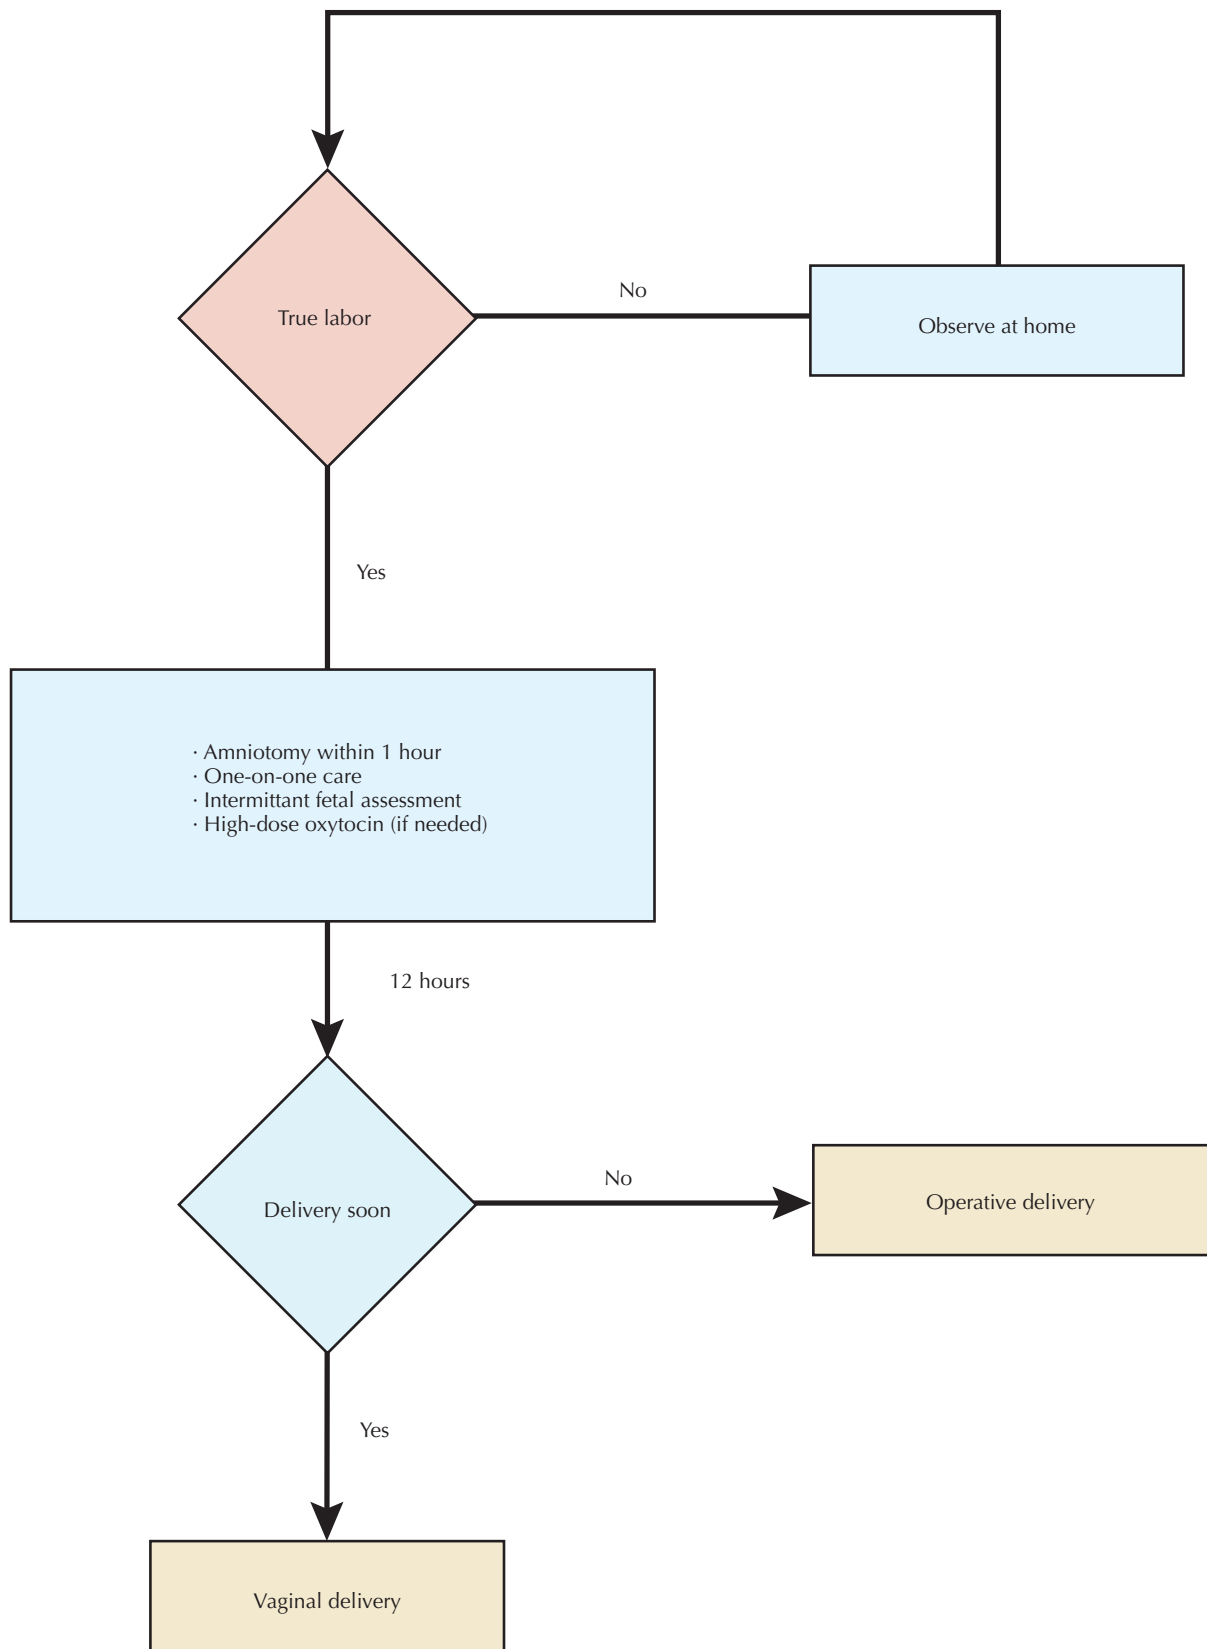 No
True labor
Observe at home
Yes
· Amniotomy within 1 hour
· One-on-one care
· Intermittant fetal assessment
· High-dose oxytocin (if needed)
12 hours
No
Delivery soon
Operative delivery
Yes
Vaginal delivery